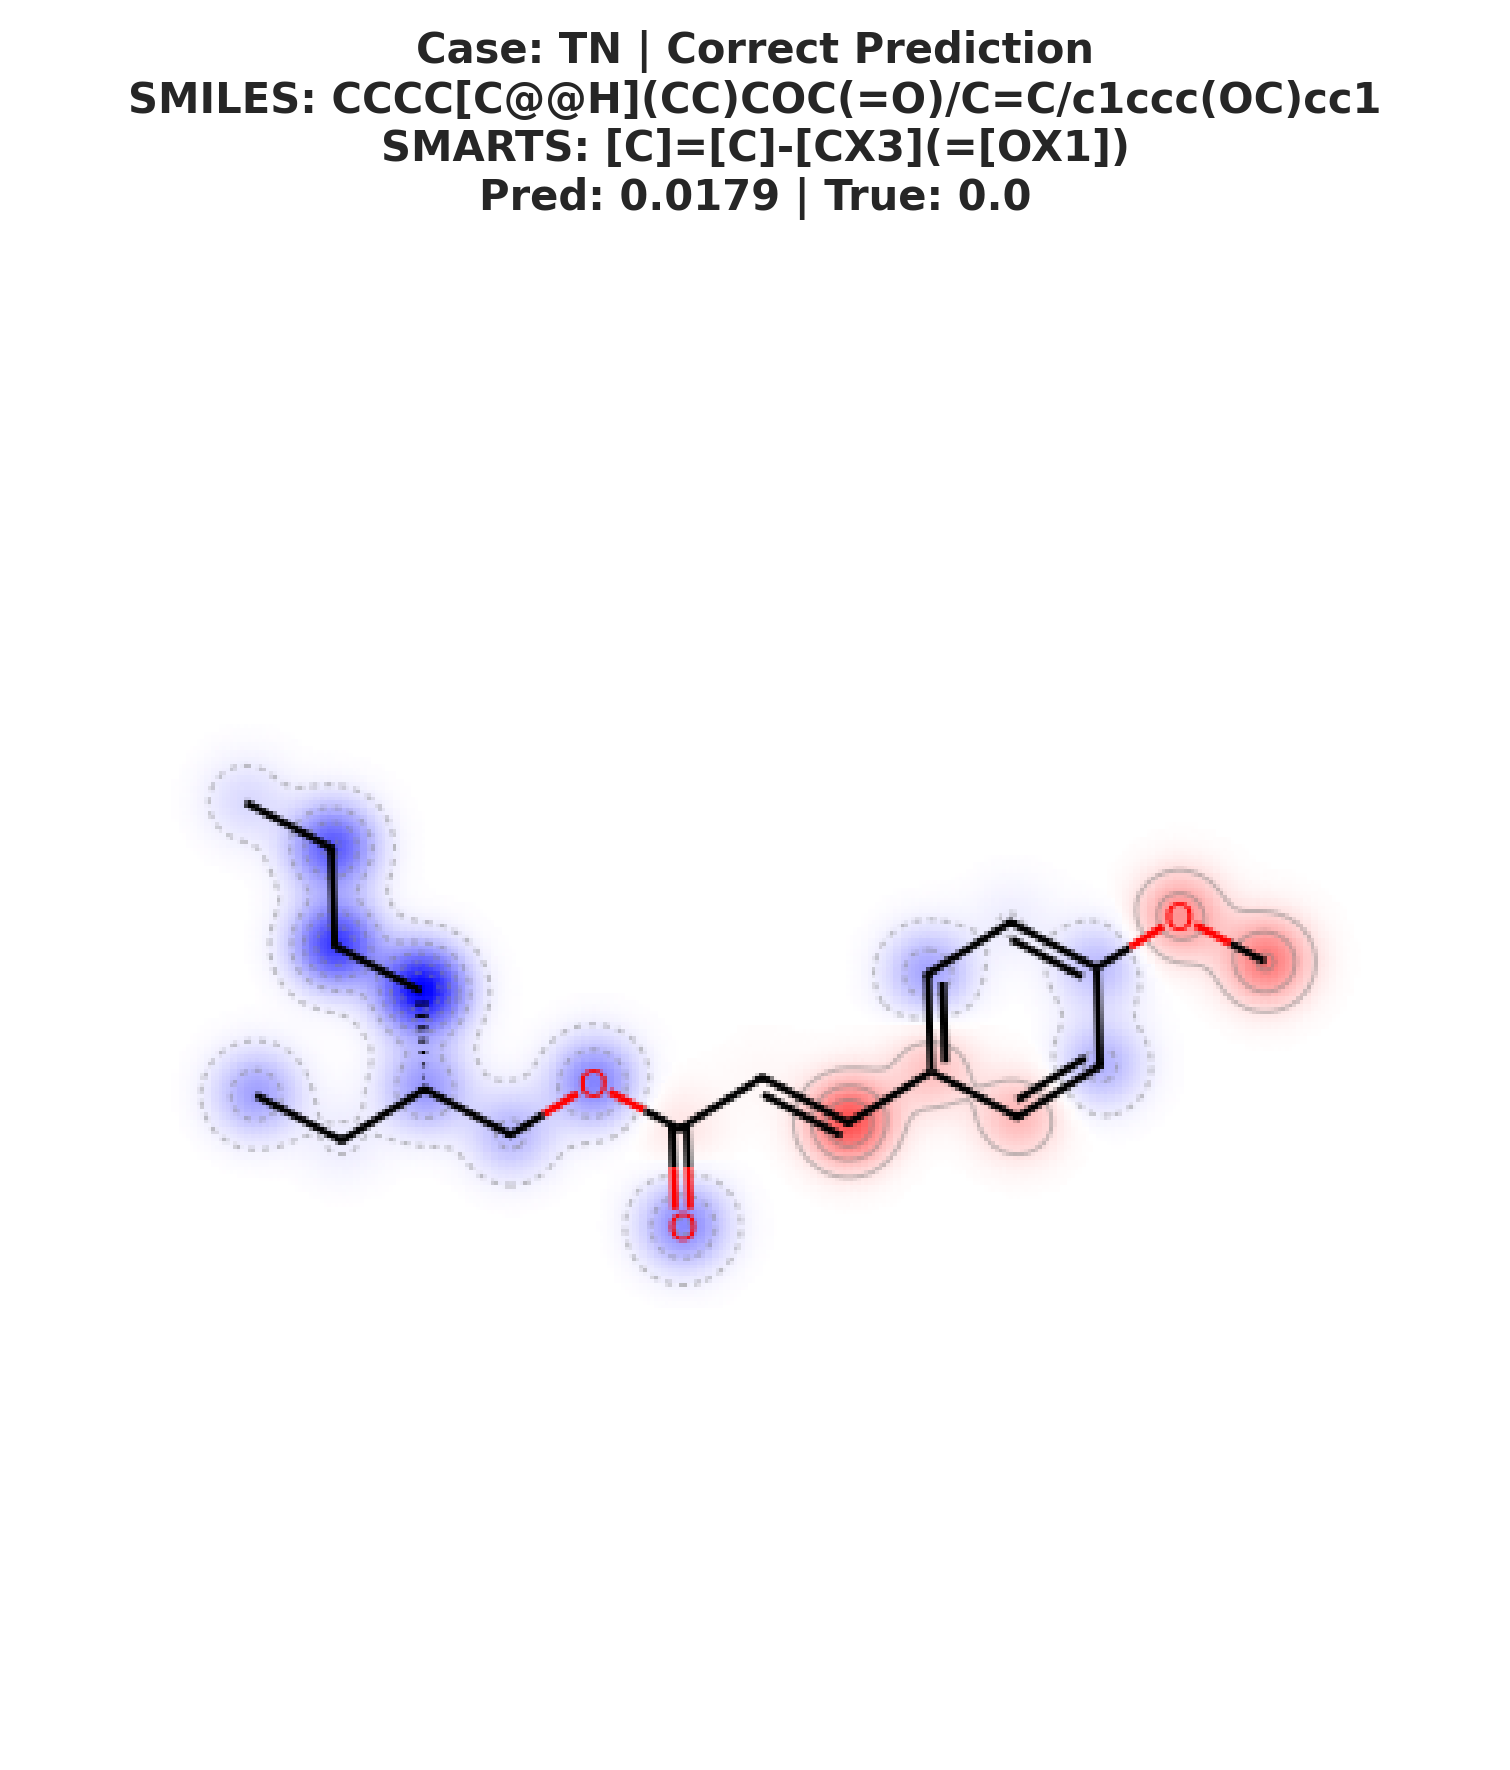 Case: TN | Correct Prediction
SMILES: CCCC[C@@H](CC)COC(=O)/C=C/c1ccc(OC)cc1
SMARTS: [C]=[C]-[CX3](=[OX1])
Pred: 0.0179 | True: 0.0
O
O
O